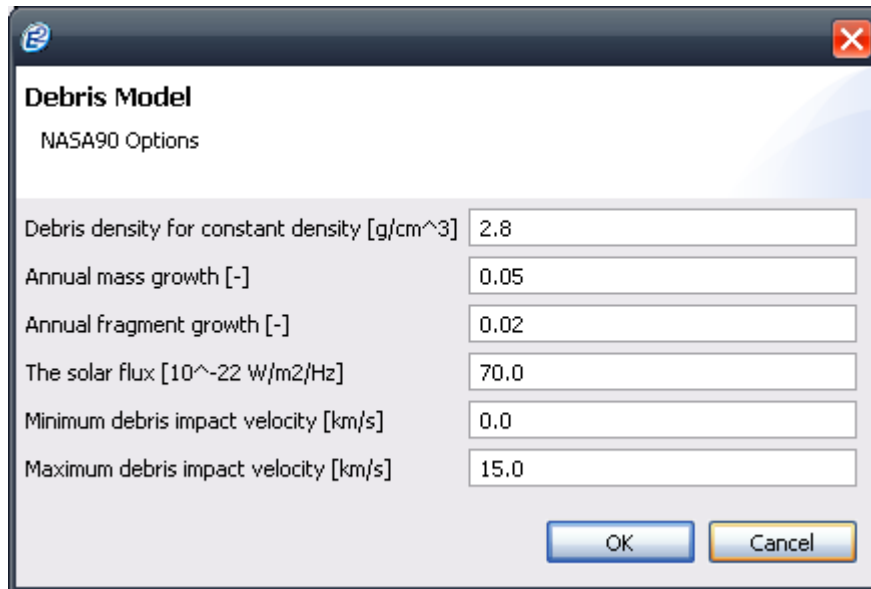 Debris Model
NASA90 Options
Debris density for constant density [g/cm^3] 2.8
Annual mass growth [-] 0.05
Annual fragment growth [-] 0.02
The solar flux [10^-22 W/m2/Hz] 70.0
Minimum debris impact velocity [km/s] 0.0
Maximum debris impact velocity [km/s] 15.0
OK Cancel